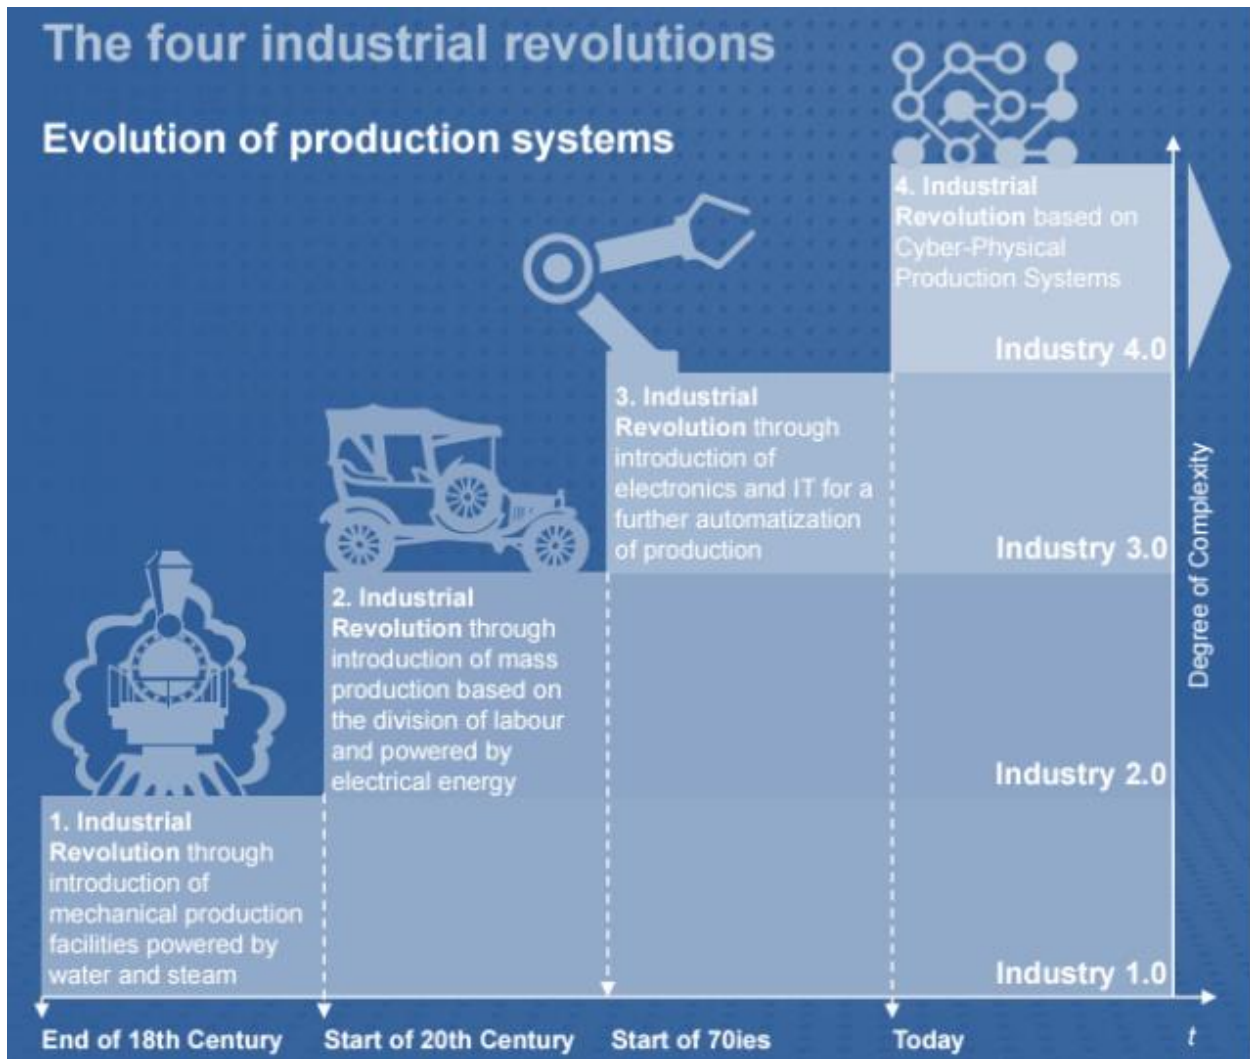 The four industrial revolutions
Evolution of production systems
4. Industrial
Revolution based on
Cyber-Physical
Production Systems
Industry 4.0
3. Industrial
Revolution through
introduction of
electronics and IT for a
further automatization
of production
Industry 3.0
Degree of Complexity
2. Industrial
Revolution through
introduction of mass
production based on
the division of labour
and powered by
electrical energy
Industry 2.0
1. Industrial
Revolution through
introduction of
mechanical production
facilities powered by
water and steam
Industry 1.0
End of 18th Century
Start of 20th Century
Start of 70ies
Today
t